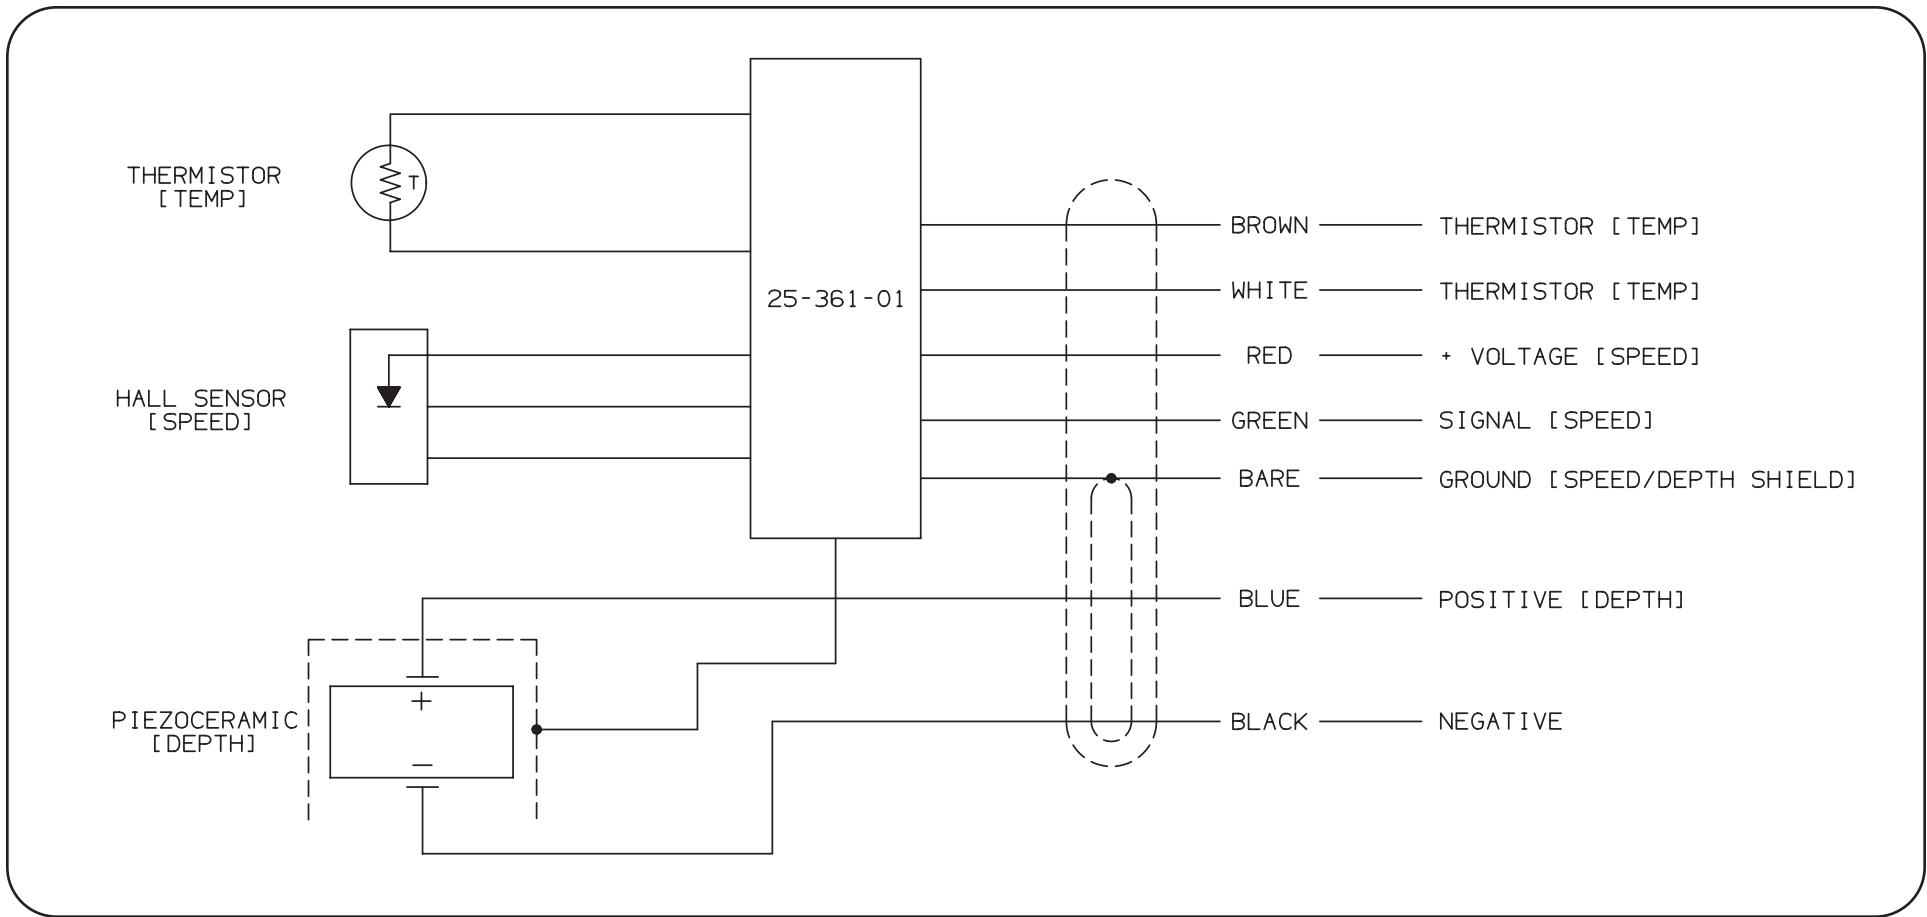 THERMISTOR
[TEMP]
T
HALL SENSOR
[SPEED]
25-361-01
PIEZOCERAMIC
[DEPTH]
+
−
BROWN THERMISTOR [TEMP]
WHITE THERMISTOR [TEMP]
RED + VOLTAGE [SPEED]
GREEN SIGNAL [SPEED]
BARE GROUND [SPEED/DEPTH SHIELD]
BLUE POSITIVE [DEPTH]
BLACK NEGATIVE